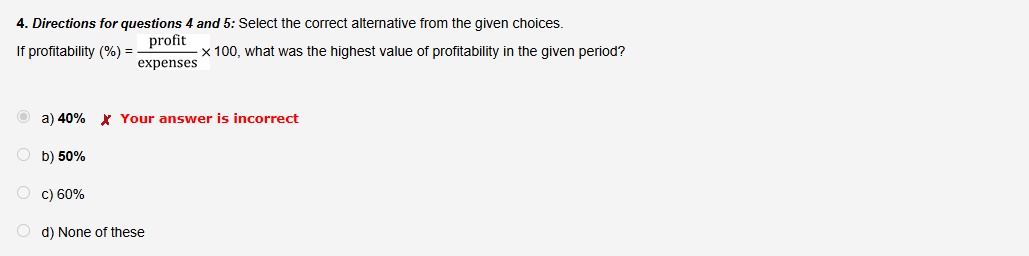 4. Directions for questions 4 and 5: Select the correct alternative from the given choices.
If profitability (%) = profit / expenses × 100, what was the highest value of profitability in the given period?
a) 40% ✗ Your answer is incorrect
b) 50%
c) 60%
d) None of these